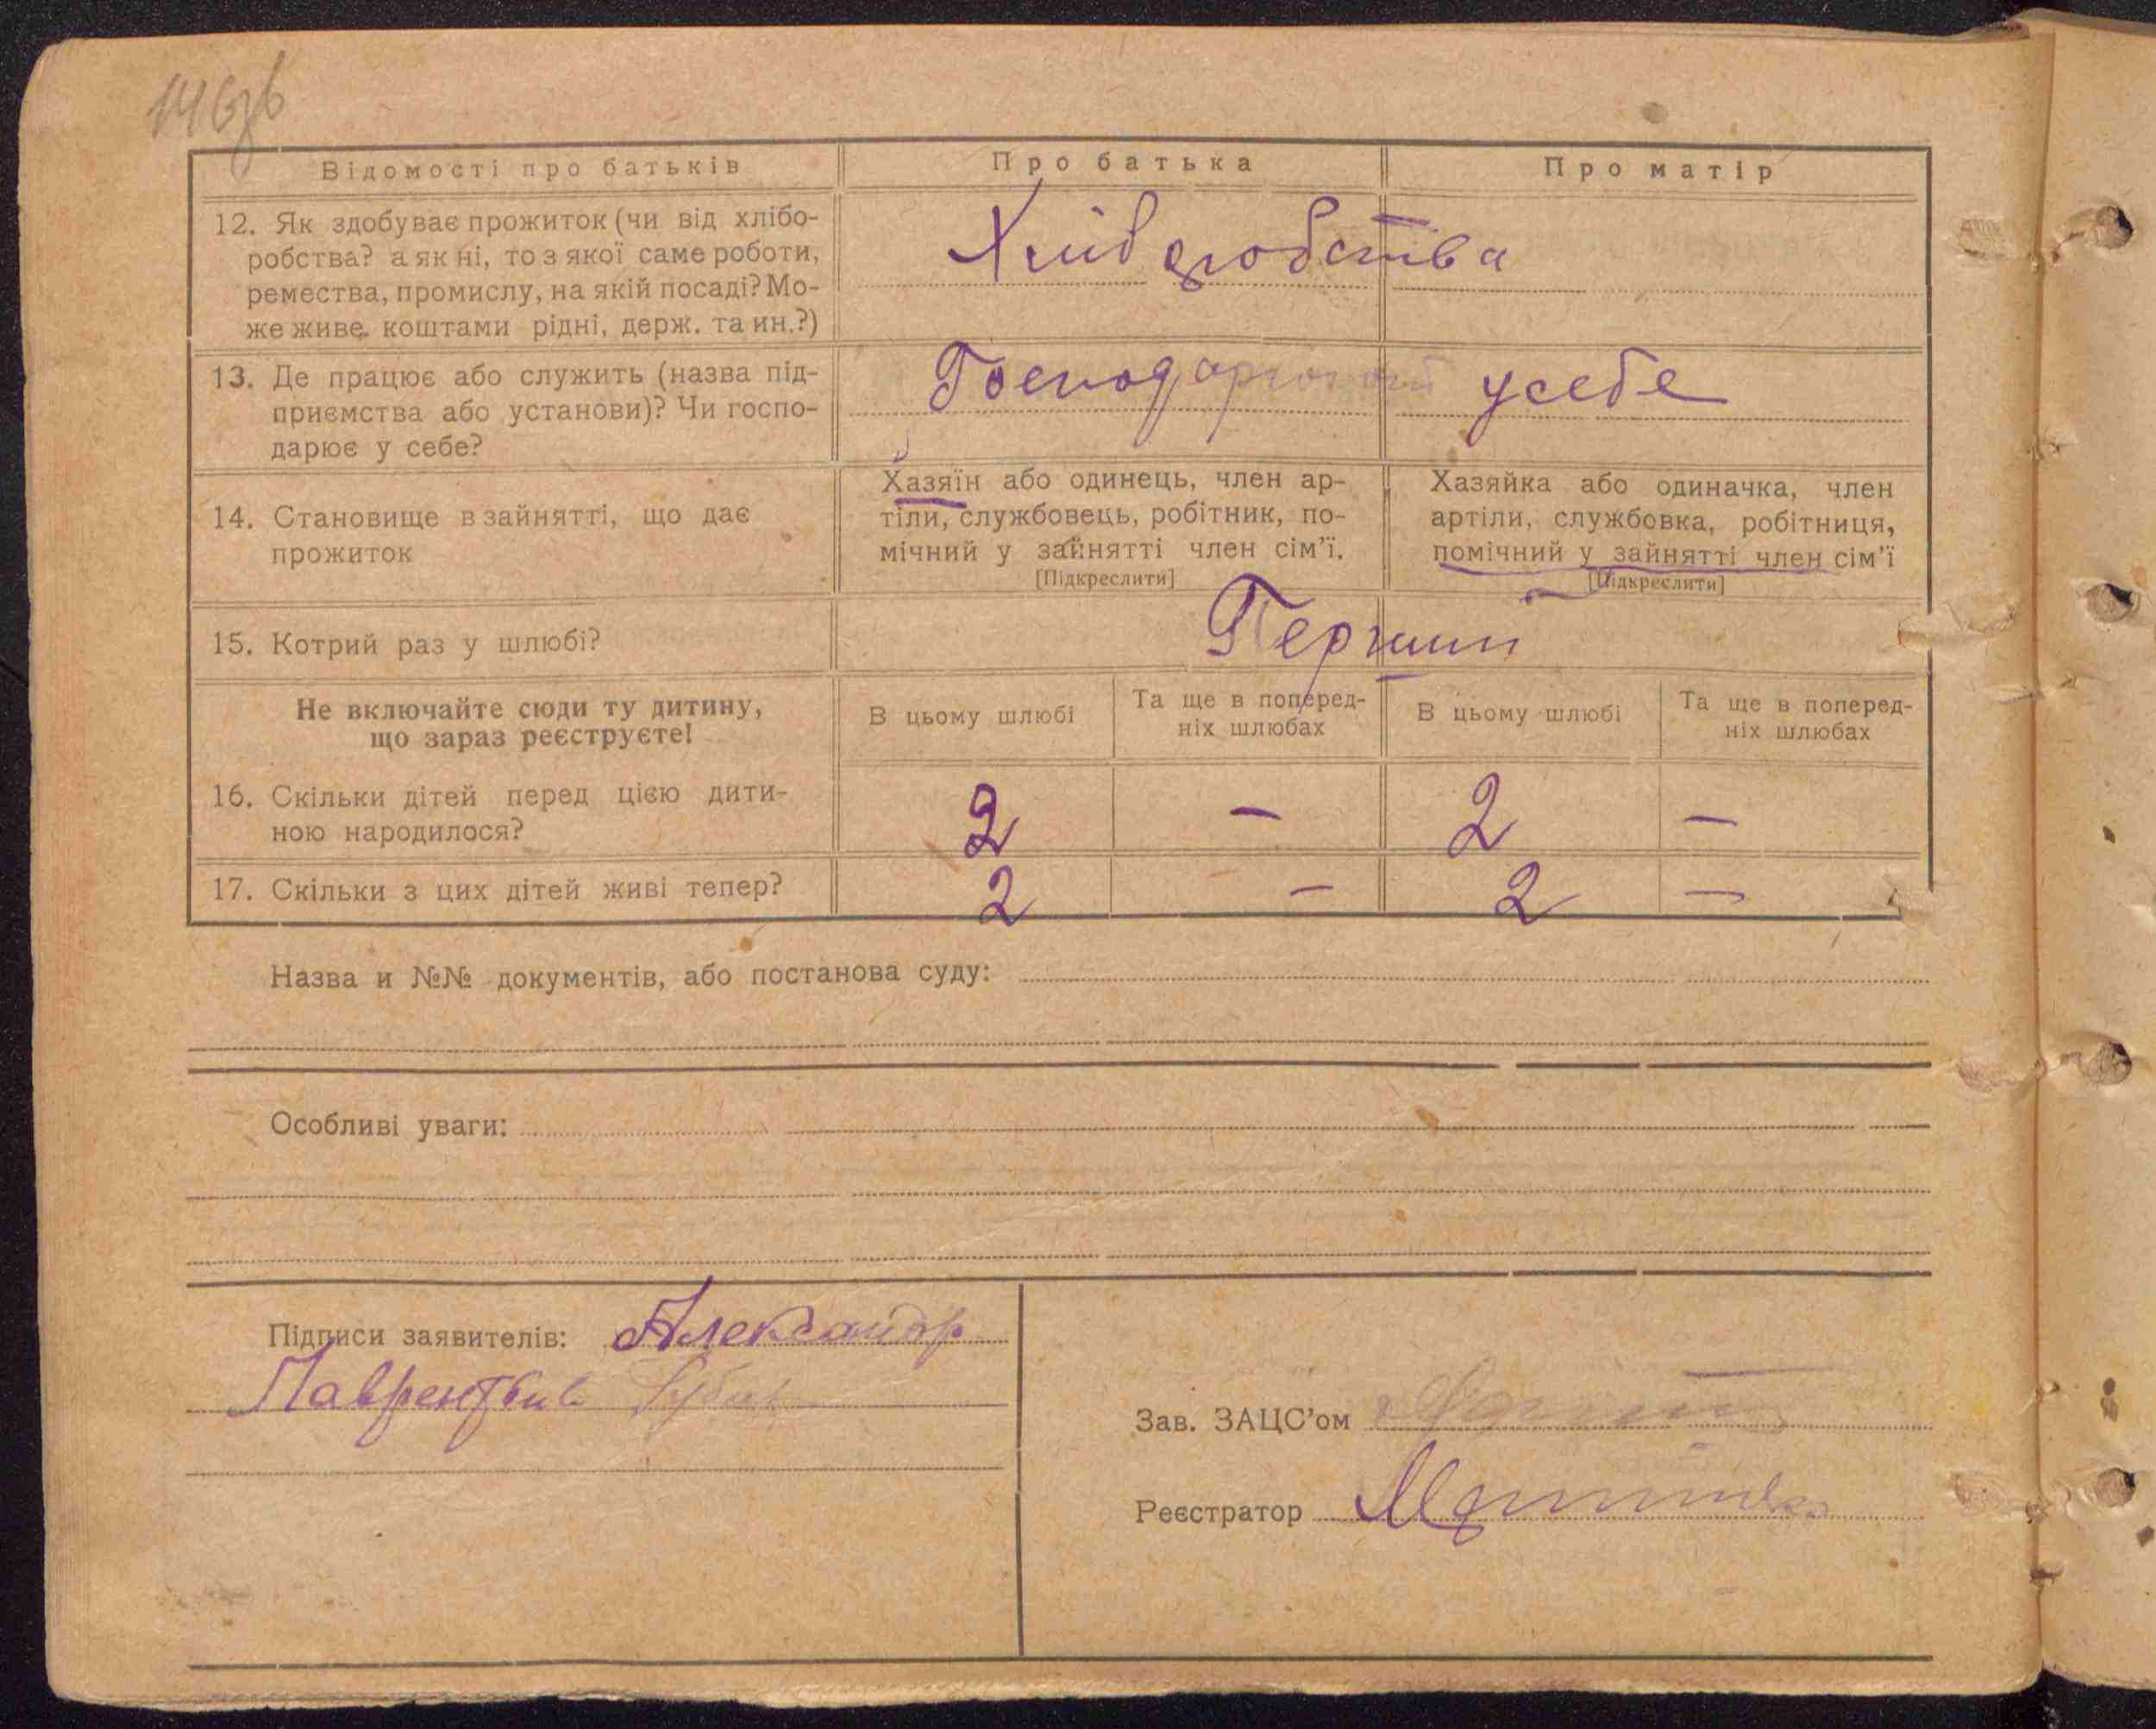 146зв
Відомості про батьків
Про батька
Про матір
12. Як здобуває прожиток (чи від хлібо-
робства? а як ні, то з якої саме роботи,
ремества, промислу, на якій посаді? Мо-
же живе коштами рідні, держ. та ин.?)
Хліборобства
13. Де працює або служить (назва під-
приємства або установи)? Чи госпо-
дарює у себе?
усебе
14. Становище в зайнятті, що дає
прожиток
Хазяїн або одинець, член ар-
тіли, службовець, робітник, по-
мічний у зайнятті член сім'ї.
[Підкреслити]
Хазяйка або одиначка, член
артіли, службовка, робітниця,
помічний у зайнятті член сім'ї
[Підкреслити]
15. Котрий раз у шлюбі?
Перший
Не включайте сюди ту дитину,
що зараз реєструєте!
В цьому шлюбі
Та ще в поперед-
ніх шлюбах
В цьому шлюбі
Та ще в поперед-
ніх шлюбах
16. Скільки дітей перед цією дити-
ною народилося?
2 — 2 —
17. Скільки з цих дітей живі тепер?
2 — 2 —
Назва и №№ документів, або постанова суду:
Особливі уваги:
Підписи заявителів: Александр
Зав. ЗАЦС'ом
Реєстратор